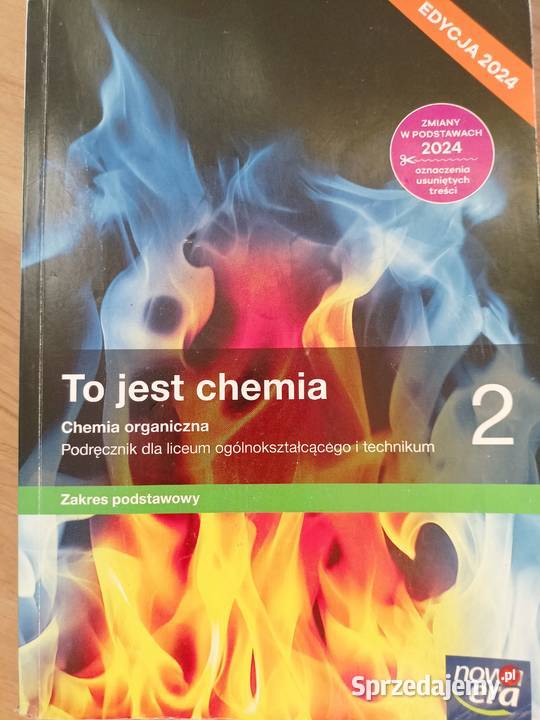 EDYCJA 2024
ZMIANY
W PODSTAWACH
2024
oznaczenia
usuniętych
treści
To jest chemia
2
Chemia organiczna
Podręcznik dla liceum ogólnokształcącego i technikum
Zakres podstawowy
nowa
era
Sprzedajemy.pl